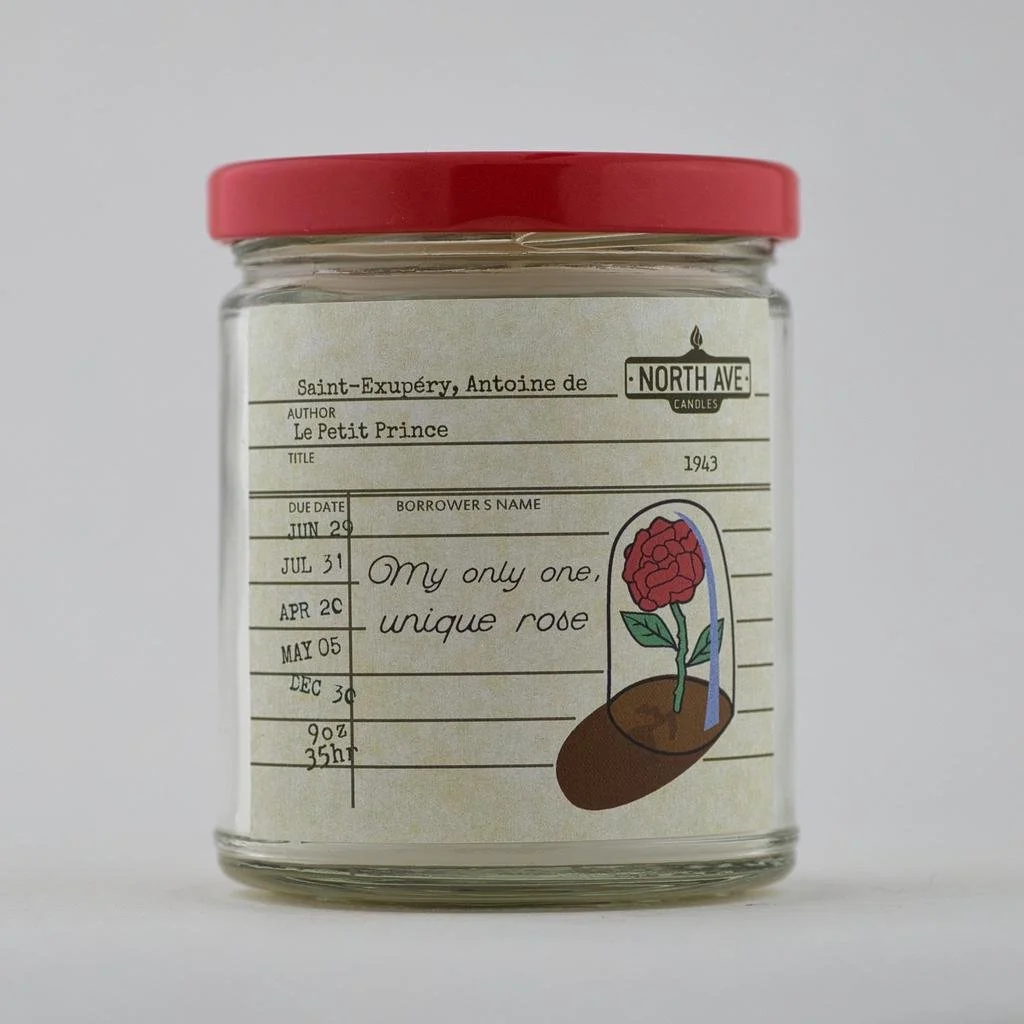 Saint-Exupéry, Antoine de
NORTH AVE
CANDLES
AUTHOR
Le Petit Prince
TITLE
1943
DUE DATE
BORROWER S NAME
JUN 29
JUL 31
My only one,
APR 20
unique rose
MAY 05
DEC 30
9oz
35hr